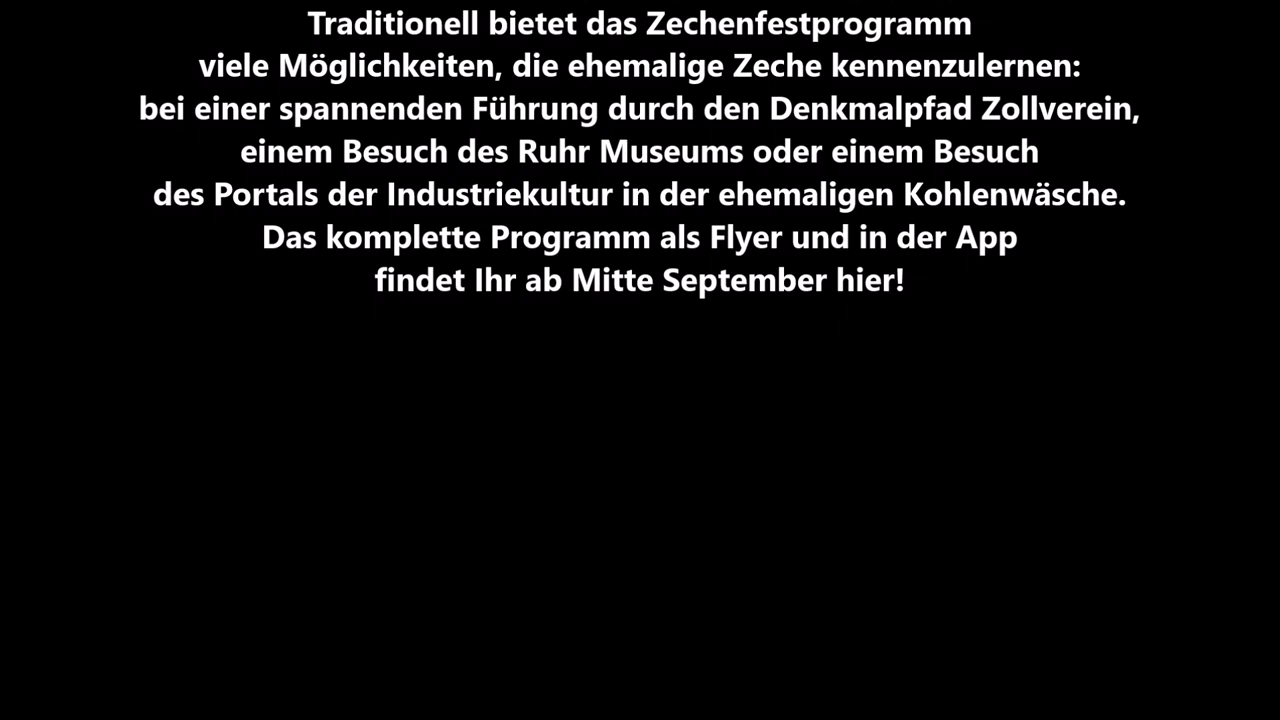 Traditionell bietet das Zechenfestprogramm
viele Möglichkeiten, die ehemalige Zeche kennenzulernen:
bei einer spannenden Führung durch den Denkmalpfad Zollverein,
einem Besuch des Ruhr Museums oder einem Besuch
des Portals der Industriekultur in der ehemaligen Kohlenwäsche.
Das komplette Programm als Flyer und in der App
findet Ihr ab Mitte September hier!